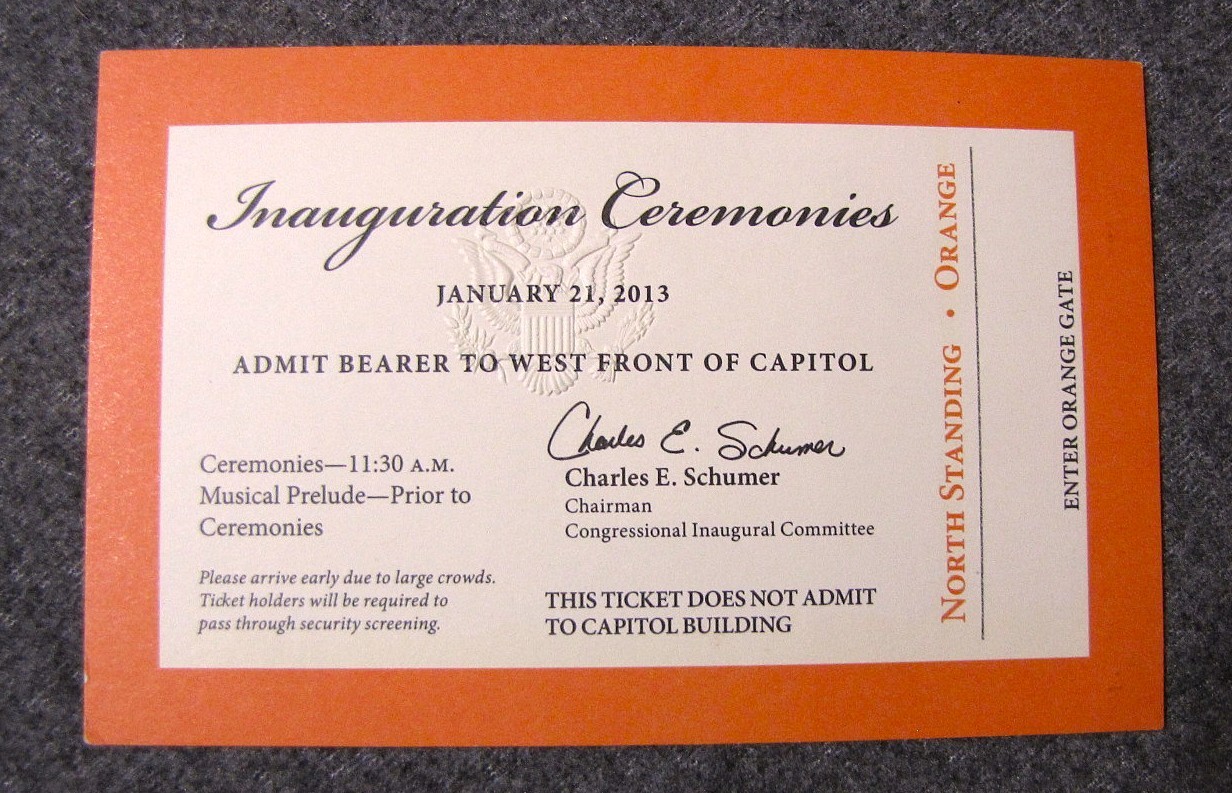 Inauguration Ceremonies
JANUARY 21, 2013
ADMIT BEARER TO WEST FRONT OF CAPITOL
Ceremonies—11:30 A.M.
Musical Prelude—Prior to
Ceremonies
Please arrive early due to large crowds.
Ticket holders will be required to
pass through security screening.
Charles E. Schumer
Charles E. Schumer
Chairman
Congressional Inaugural Committee
THIS TICKET DOES NOT ADMIT
TO CAPITOL BUILDING
NORTH STANDING • ORANGE
ENTER ORANGE GATE